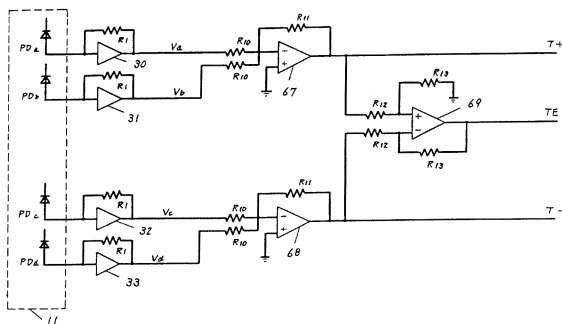 R11
R1 T+
PDa Va R10
30 R10 67
R13
PDb R1 Vb
31 R12 69
TE
R12
R13
R11
PDc R1 Vc R10 T-
32 R10 68
PDd R1 Vd
33
11